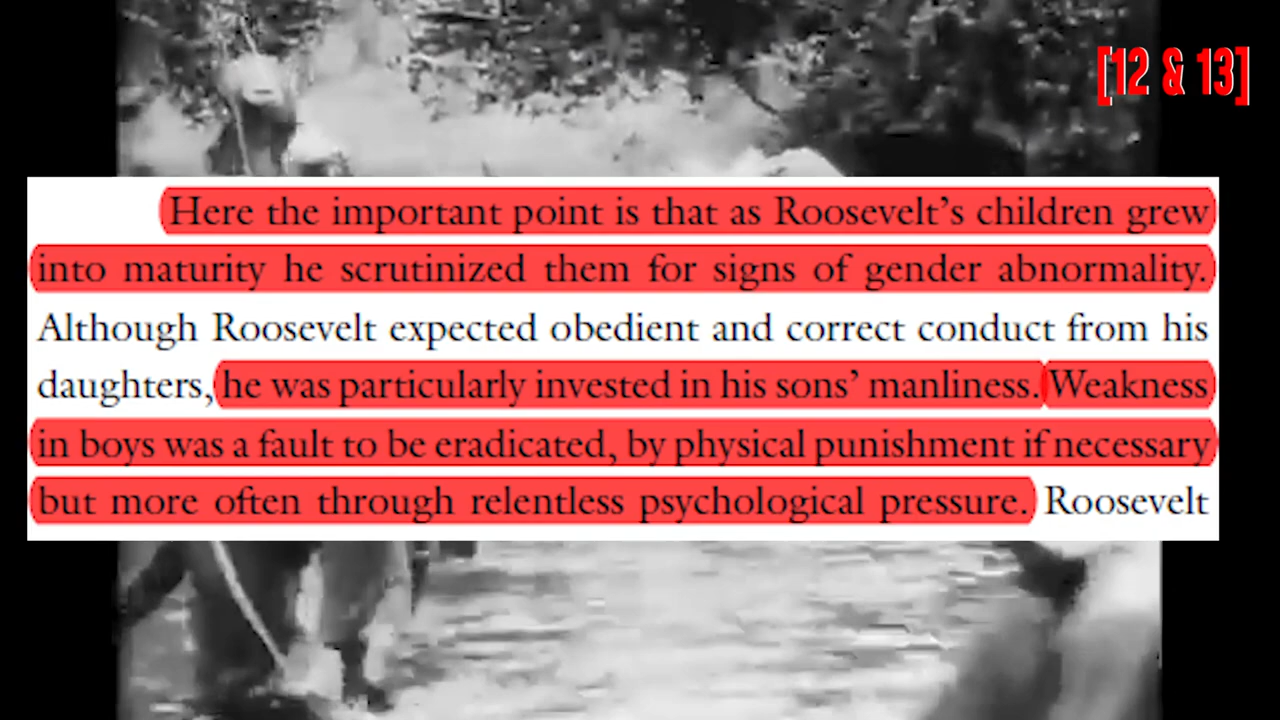 [12 & 13]
Here the important point is that as Roosevelt’s children grew
into maturity he scrutinized them for signs of gender abnormality.
Although Roosevelt expected obedient and correct conduct from his
daughters, he was particularly invested in his sons’ manliness. Weakness
in boys was a fault to be eradicated, by physical punishment if necessary
but more often through relentless psychological pressure. Roosevelt